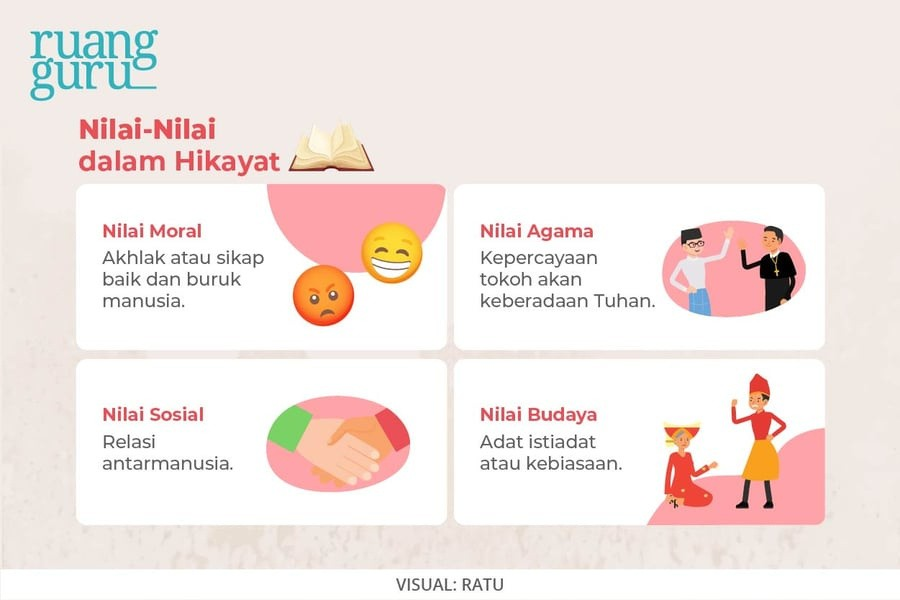 ruang
guru_
Nilai-Nilai
dalam Hikayat
Nilai Moral
Akhlak atau sikap
baik dan buruk
manusia.
Nilai Agama
Kepercayaan
tokoh akan
keberadaan Tuhan.
Nilai Sosial
Relasi
antarmanusia.
Nilai Budaya
Adat istiadat
atau kebiasaan.
VISUAL: RATU